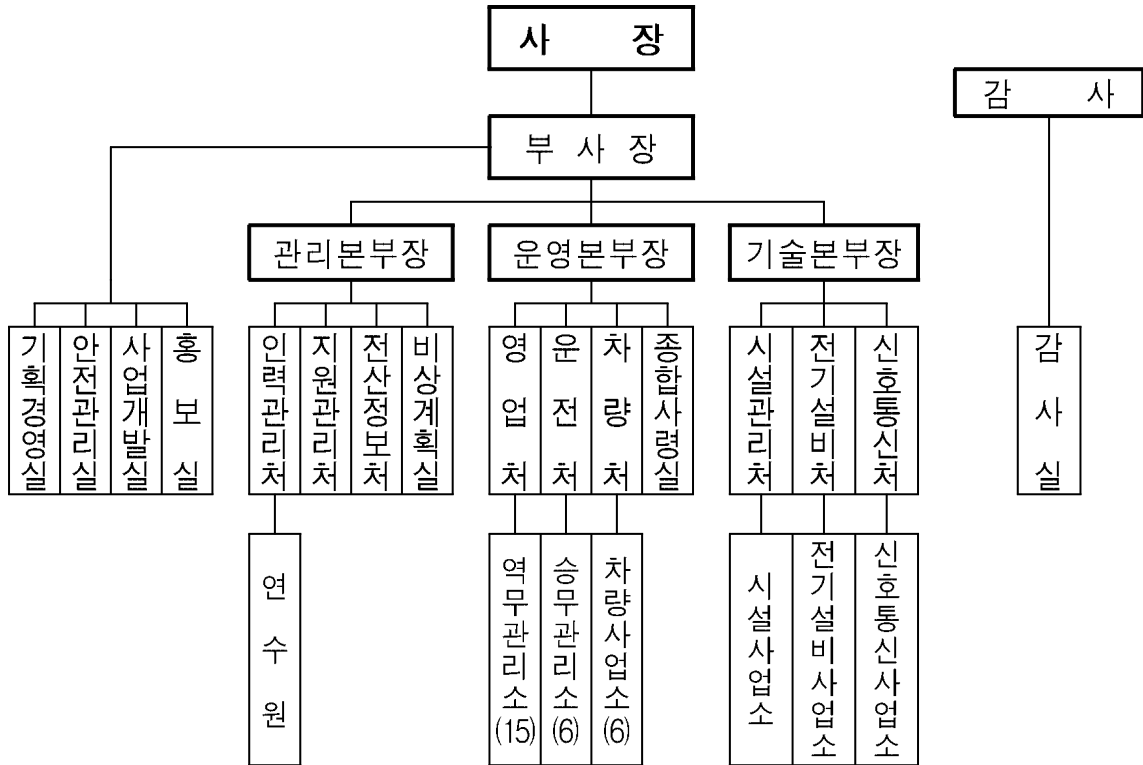 사 장
감 사
부 사 장
관리본부장
운영본부장
기술본부장
기획경영실
안전관리실
사업개발실
홍보실
인력관리처
지원관리처
전산정보처
비상계획실
영업처
운전처
차량처
종합사령실
시설관리처
전기설비처
신호통신처
감사실
연수원
역무관리소(15)
승무관리소(6)
차량사업소(6)
시설사업소
전기설비사업소
신호통신사업소